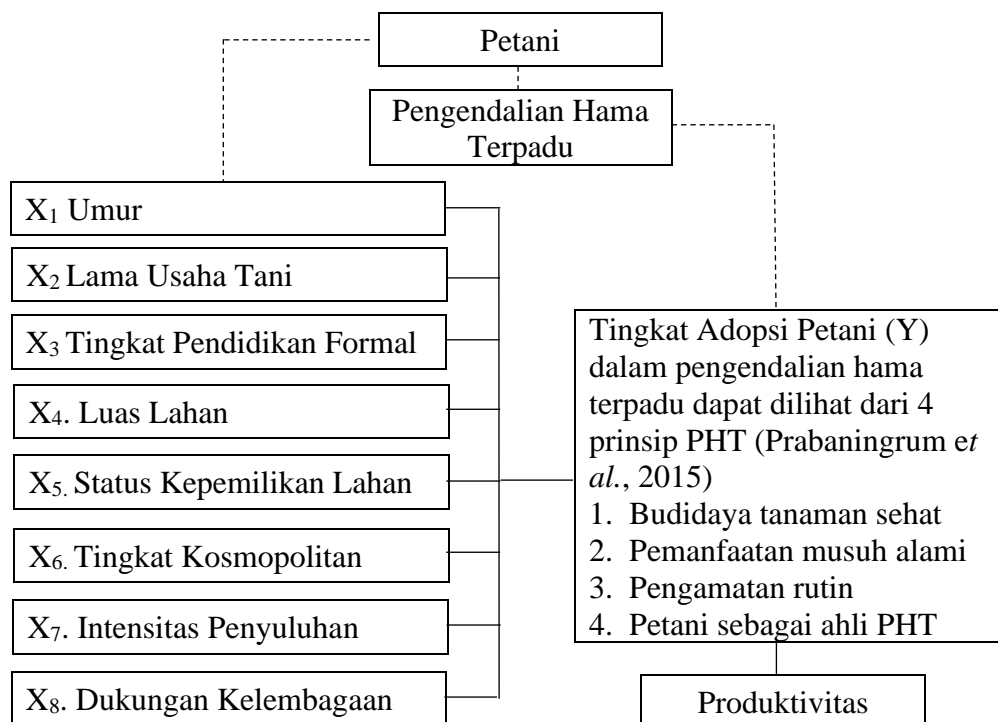 Petani
Pengendalian Hama
Terpadu
X₁ Umur
X₂ Lama Usaha Tani
X₃ Tingkat Pendidikan Formal
X₄. Luas Lahan
X₅. Status Kepemilikan Lahan
X₆. Tingkat Kosmopolitan
X₇. Intensitas Penyuluhan
X₈. Dukungan Kelembagaan
Tingkat Adopsi Petani (Y)
dalam pengendalian hama
terpadu dapat dilihat dari 4
prinsip PHT (Prabaningrum et
al., 2015)
1. Budidaya tanaman sehat
2. Pemanfaatan musuh alami
3. Pengamatan rutin
4. Petani sebagai ahli PHT
Produktivitas